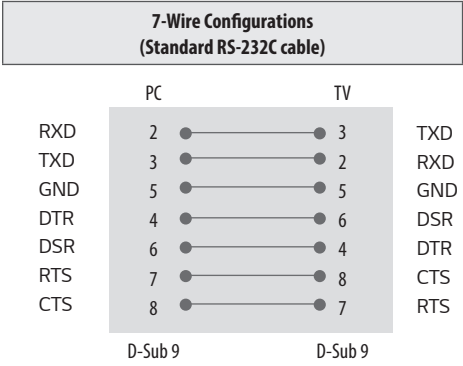 7-Wire Configurations
(Standard RS-232C cable)
PC TV
RXD 2 3 TXD
TXD 3 2 RXD
GND 5 5 GND
DTR 4 6 DSR
DSR 6 4 DTR
RTS 7 8 CTS
CTS 8 7 RTS
D-Sub 9 D-Sub 9